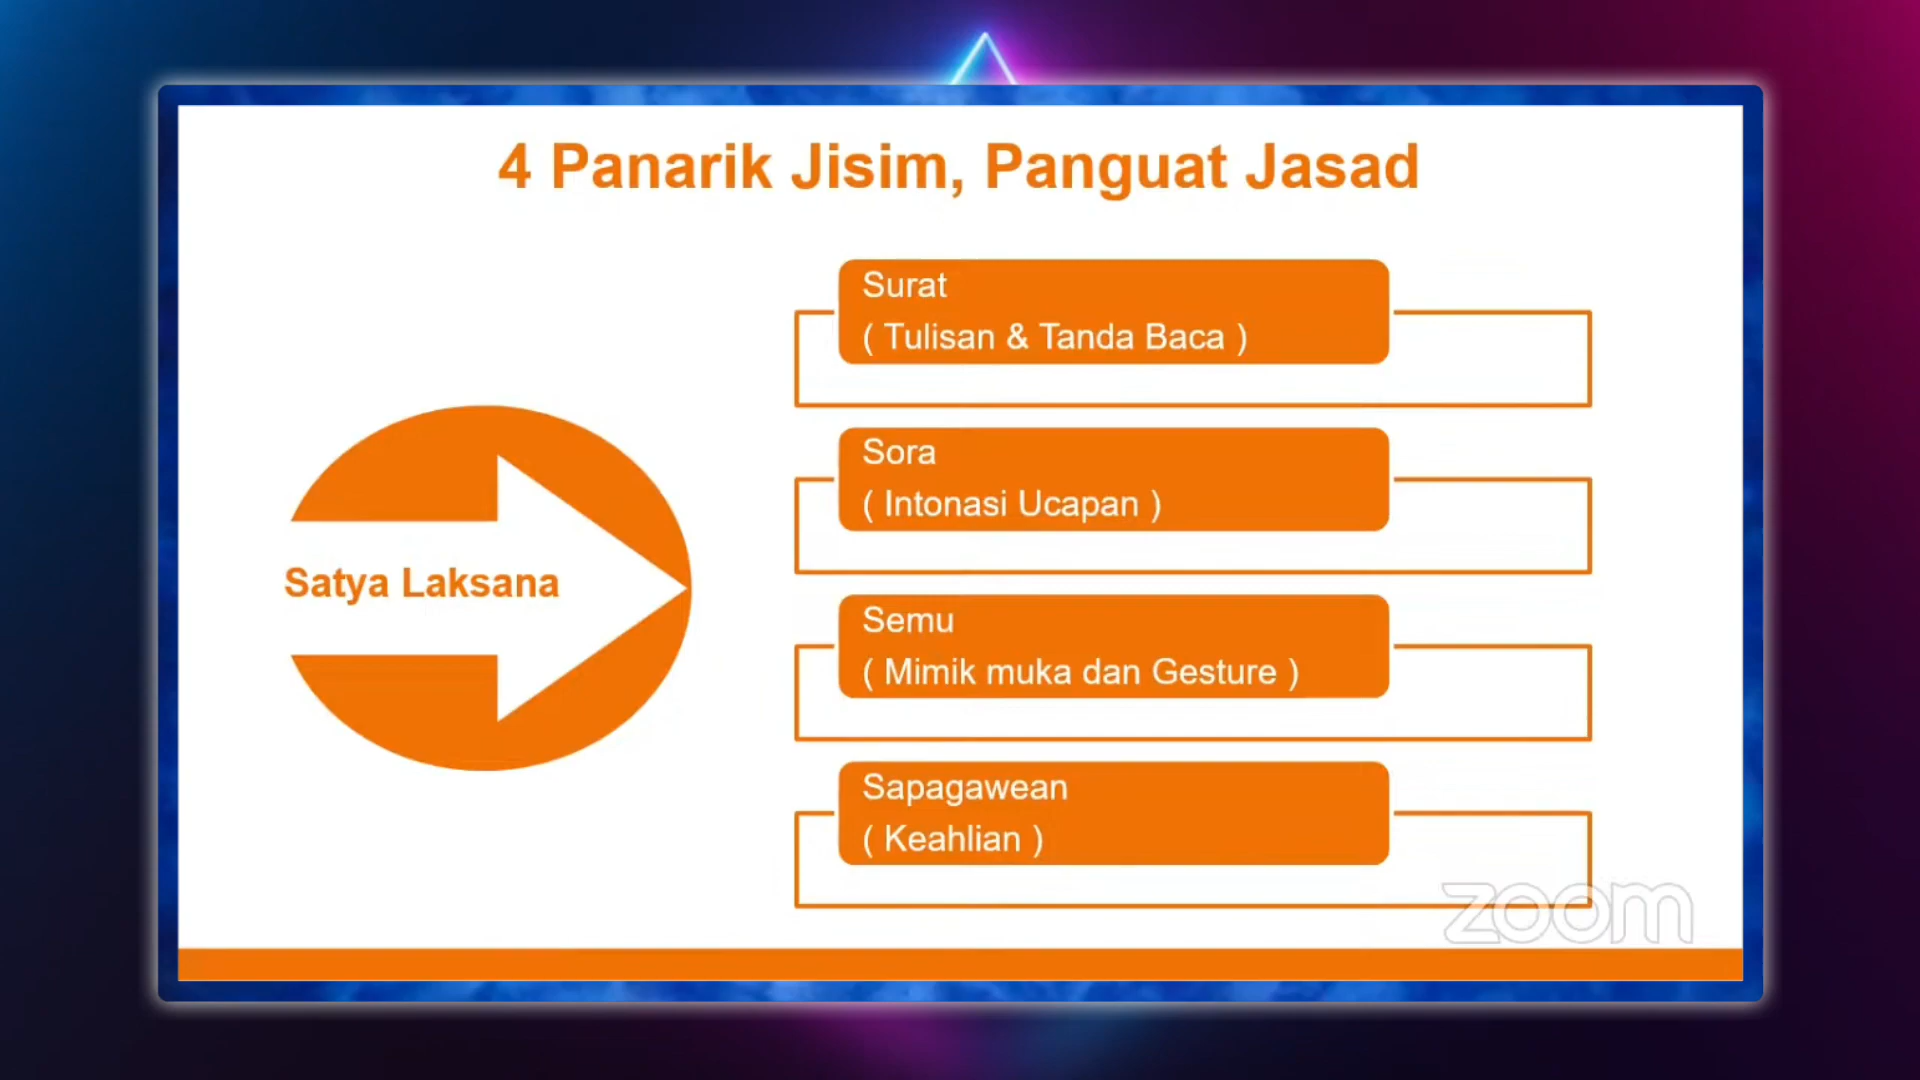 4 Panarik Jisim, Panguat Jasad
Satya Laksana
Surat
( Tulisan & Tanda Baca )
Sora
( Intonasi Ucapan )
Semu
( Mimik muka dan Gesture )
Sapagawean
( Keahlian )
zoom